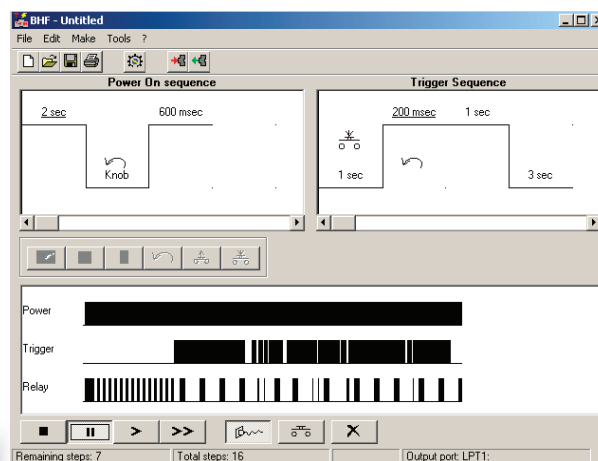 BHF - Untitled
File Edit Make Tools ?
Power On sequence
Trigger Sequence
2 sec 600 msec
Knob
200 msec 1 sec
1 sec 3 sec
Power
Trigger
Relay
Remaining steps: 7 Total steps: 16 Output port: LPT1: